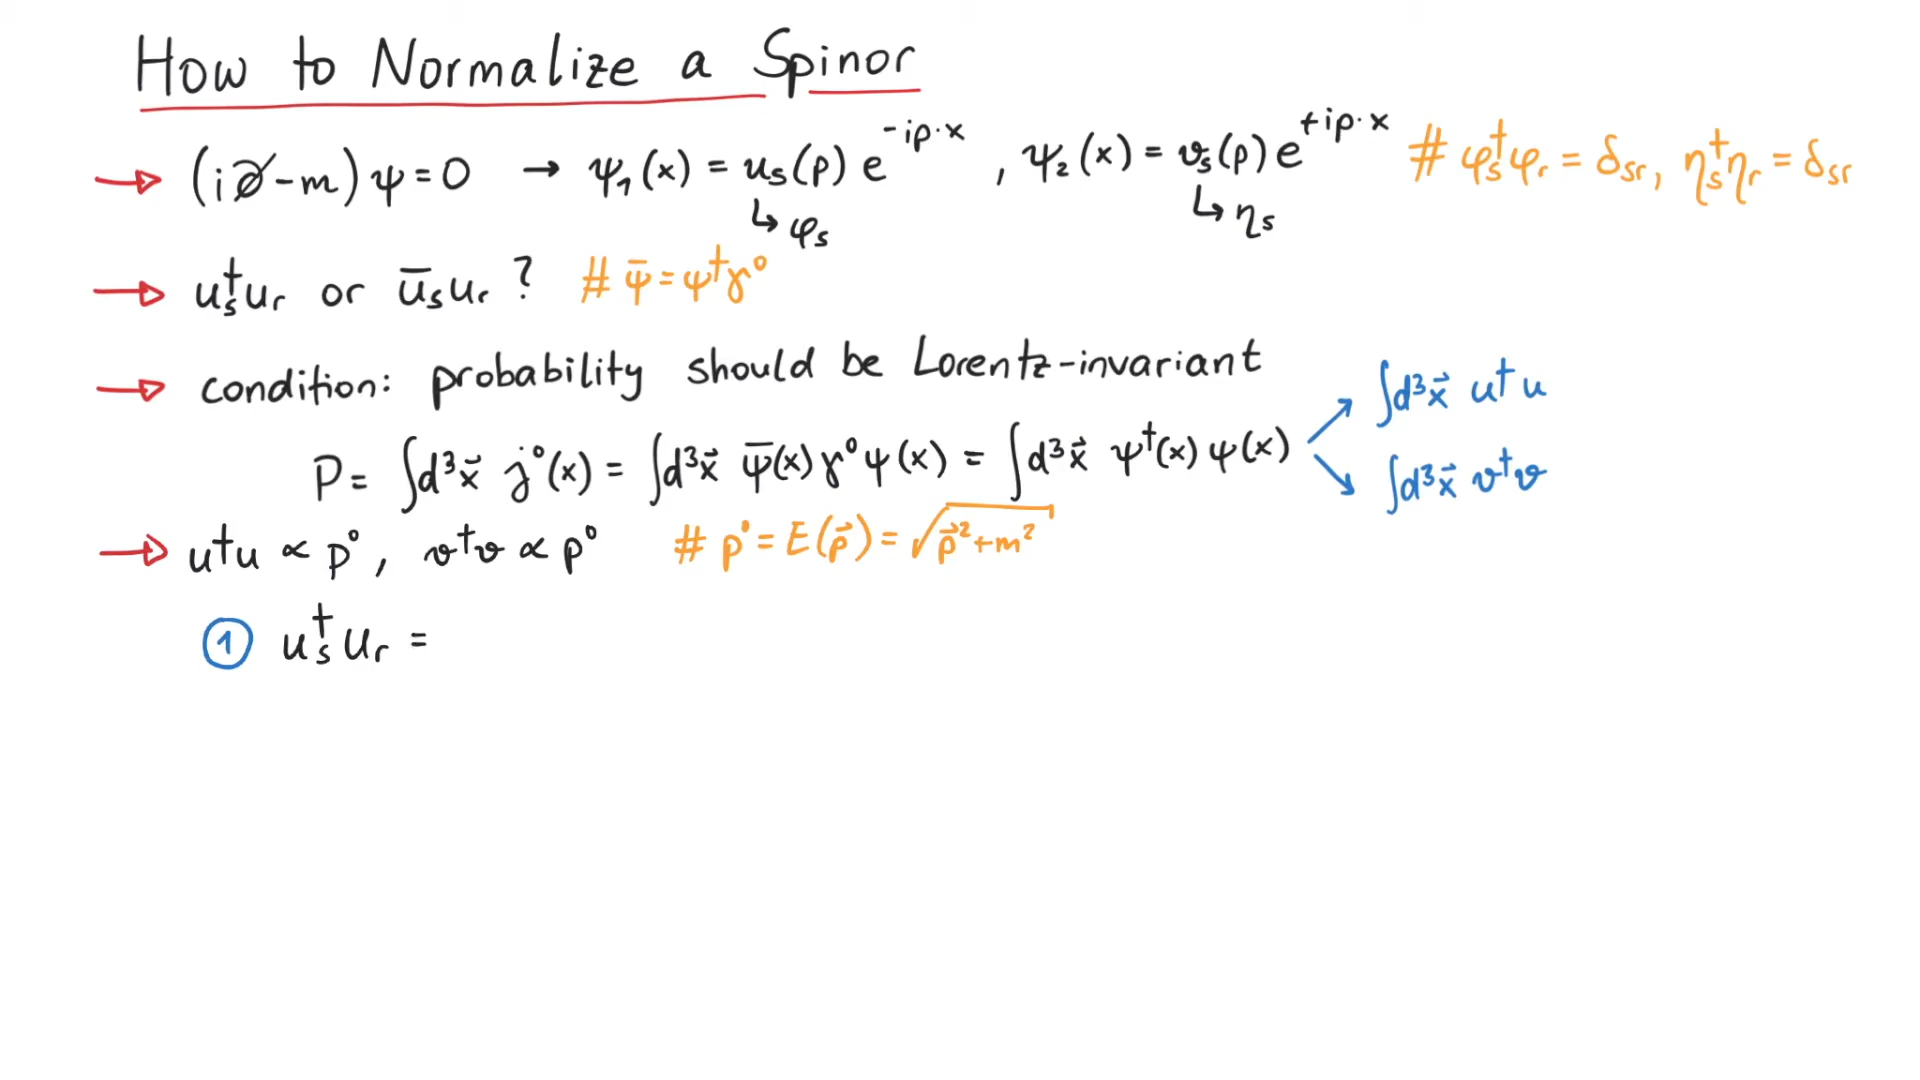 How to Normalize a Spinor
(i∂̸-m)ψ=0 → ψ₁(x) = uₛ(p) e^{-ip·x} , ψ₂(x) = vₛ(p) e^{+ip·x} # φₛ†φᵣ = δₛᵣ, ηₛ†ηᵣ = δₛᵣ
↳ φₛ ↳ ηₛ
uₛ†uᵣ or ūₛuᵣ ? # ψ̄ = ψ†γ⁰
condition: probability should be Lorentz-invariant
P = ∫d³x⃗ j⁰(x) = ∫d³x⃗ ψ̄(x)γ⁰ψ(x) = ∫d³x⃗ ψ†(x)ψ(x)
∫d³x⃗ u†u
∫d³x⃗ v†v
u†u ∝ p⁰, v†v ∝ p⁰ # p⁰ = E(p⃗) = √(p⃗²+m²)
① uₛ†uᵣ =